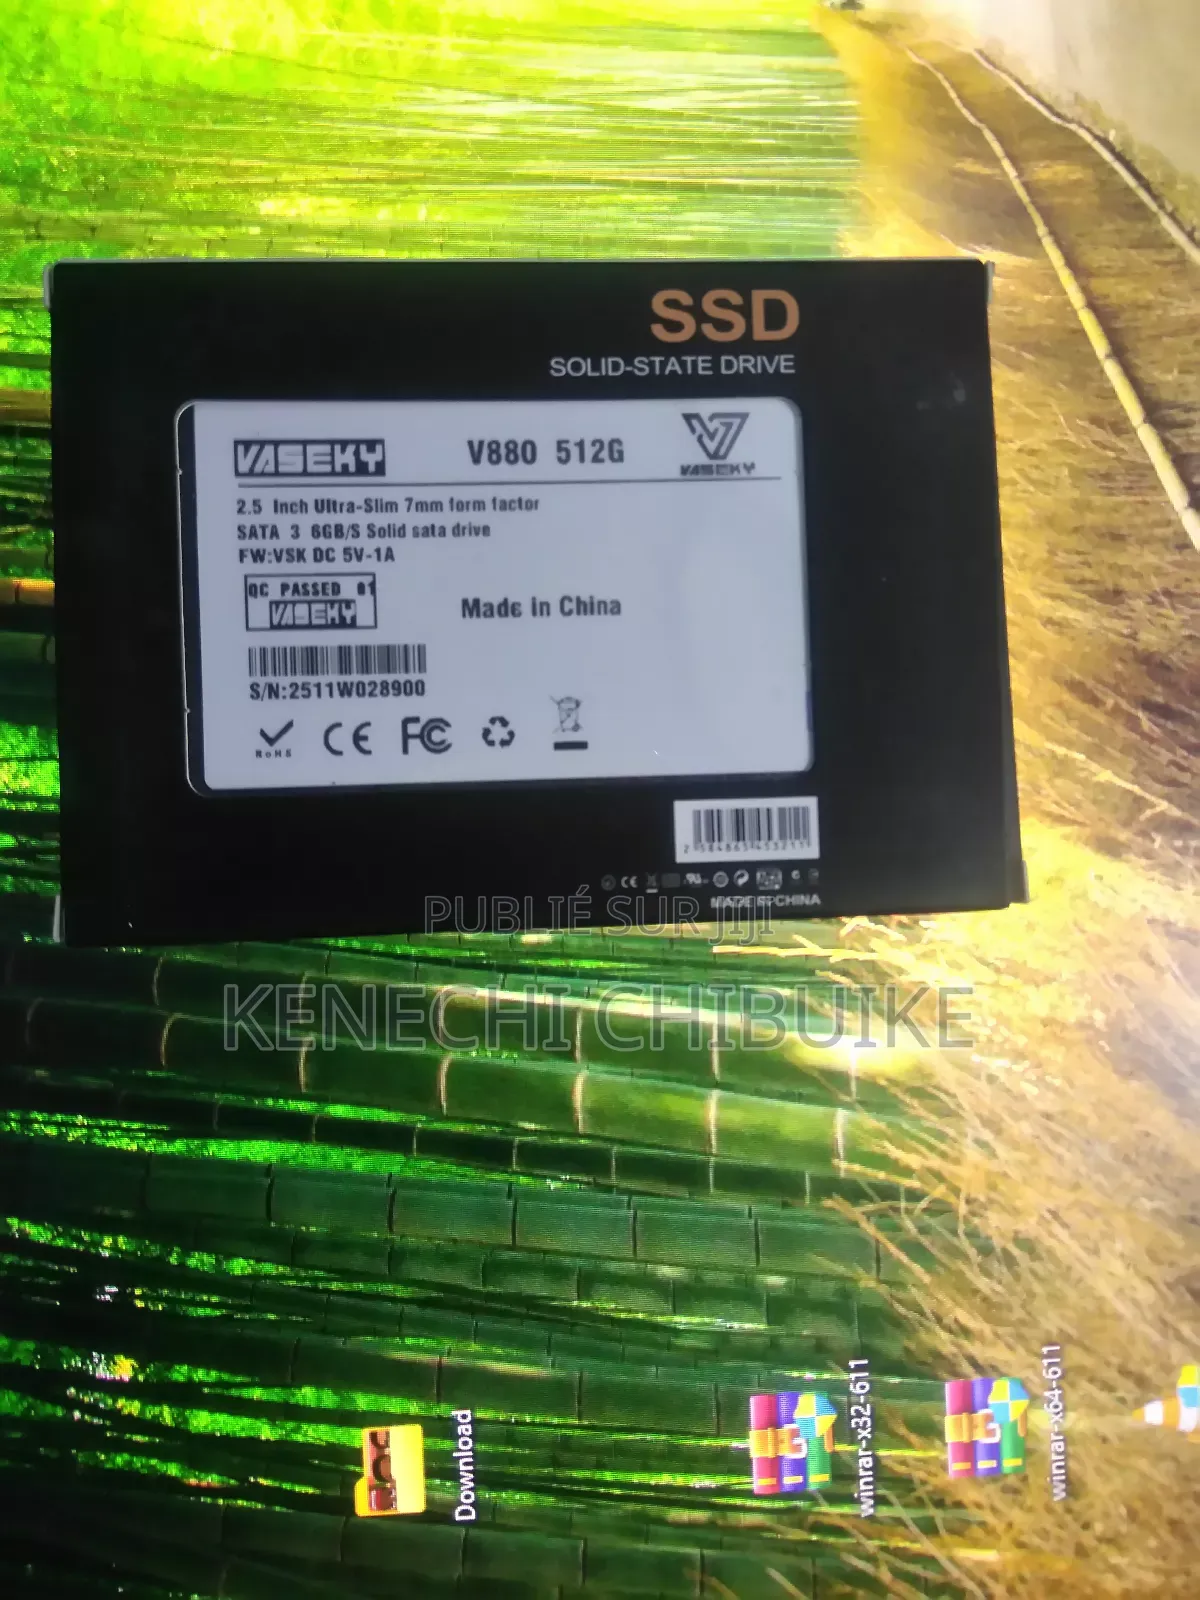 SSD
SOLID-STATE DRIVE
VASEKY V880 512G
VASEKY
2.5 Inch Ultra-Slim 7mm form factor
SATA 3 6GB/S Solid sata drive
FW:VSK DC 5V-1A
QC PASSED 01
VASEKY
Made in China
S/N:2511W028900
RoHS CE FC
CE
MADE CHINA
PUBLIÉ SUR JIJI
KENECHI CHIBUIKE
Download
winrar-x32-611
winrar-x64-611